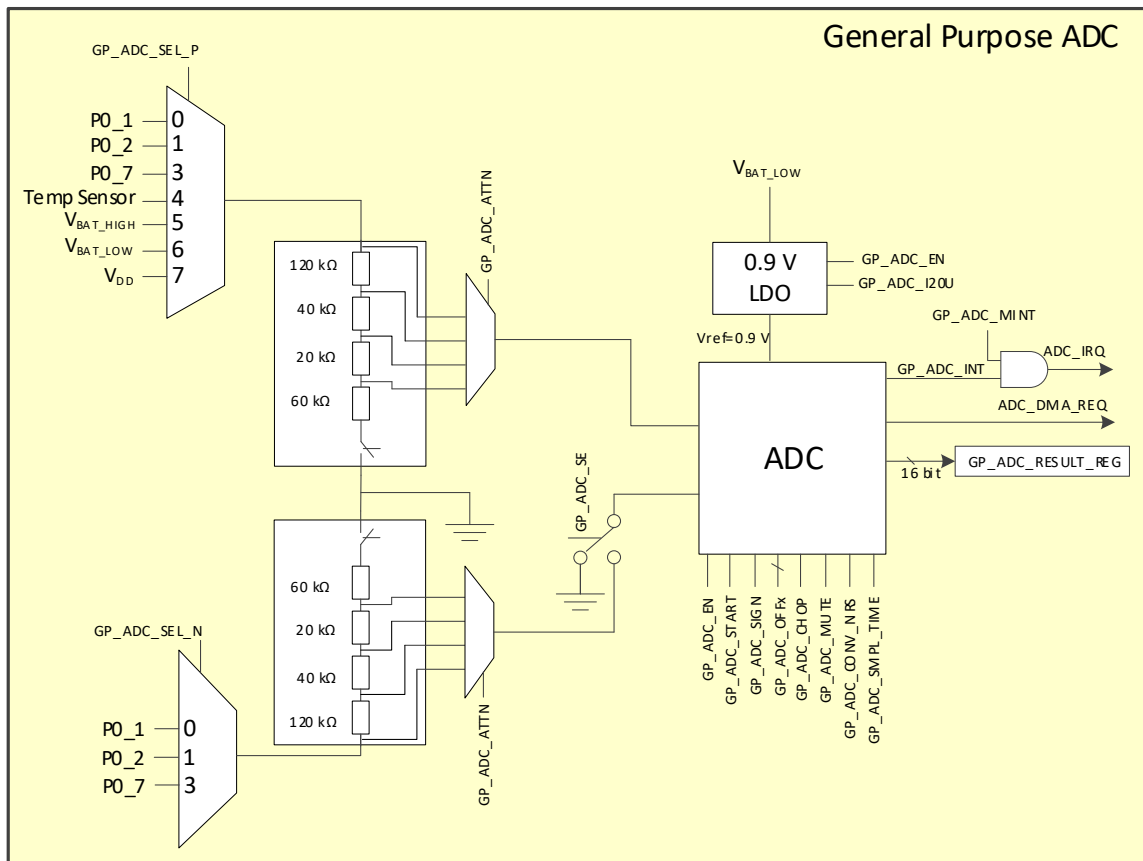 General Purpose ADC
GP_ADC_SEL_P
P0_1
0
P0_2
1
P0_7
3
Temp Sensor
4
VBAT_HIGH
5
VBAT_LOW
6
VDD
7
120 kΩ
40 kΩ
20 kΩ
60 kΩ
GP_ADC_ATTN
VBAT_LOW
0.9 V
LDO
GP_ADC_EN
GP_ADC_I20U
Vref=0.9 V
GP_ADC_MINT
GP_ADC_INT
ADC_IRQ
ADC_DMA_REQ
ADC
16 bit
GP_ADC_RESULT_REG
GP_ADC_SE
GP_ADC_EN
GP_ADC_START
GP_ADC_SIGN
GP_ADC_OFFx
GP_ADC_CHOP
GP_ADC_MUTE
GP_ADC_CONV_NRS
GP_ADC_SMPL_TIME
60 kΩ
20 kΩ
40 kΩ
120 kΩ
GP_ADC_ATTN
GP_ADC_SEL_N
P0_1
0
P0_2
1
P0_7
3